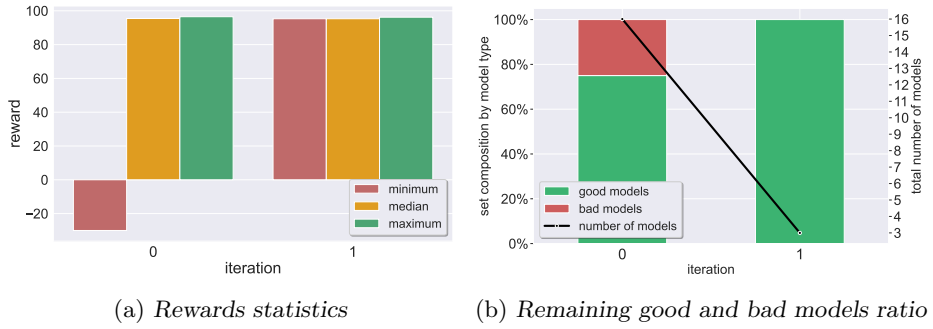 100
80
60
40
20
0
−20
reward
0
1
iteration
minimum
median
maximum
(a) Rewards statistics
100%
80%
60%
40%
20%
0%
set composition by model type
0
1
iteration
good models
bad models
number of models
16
15
14
13
12
11
10
9
8
7
6
5
4
3
total number of models
(b) Remaining good and bad models ratio